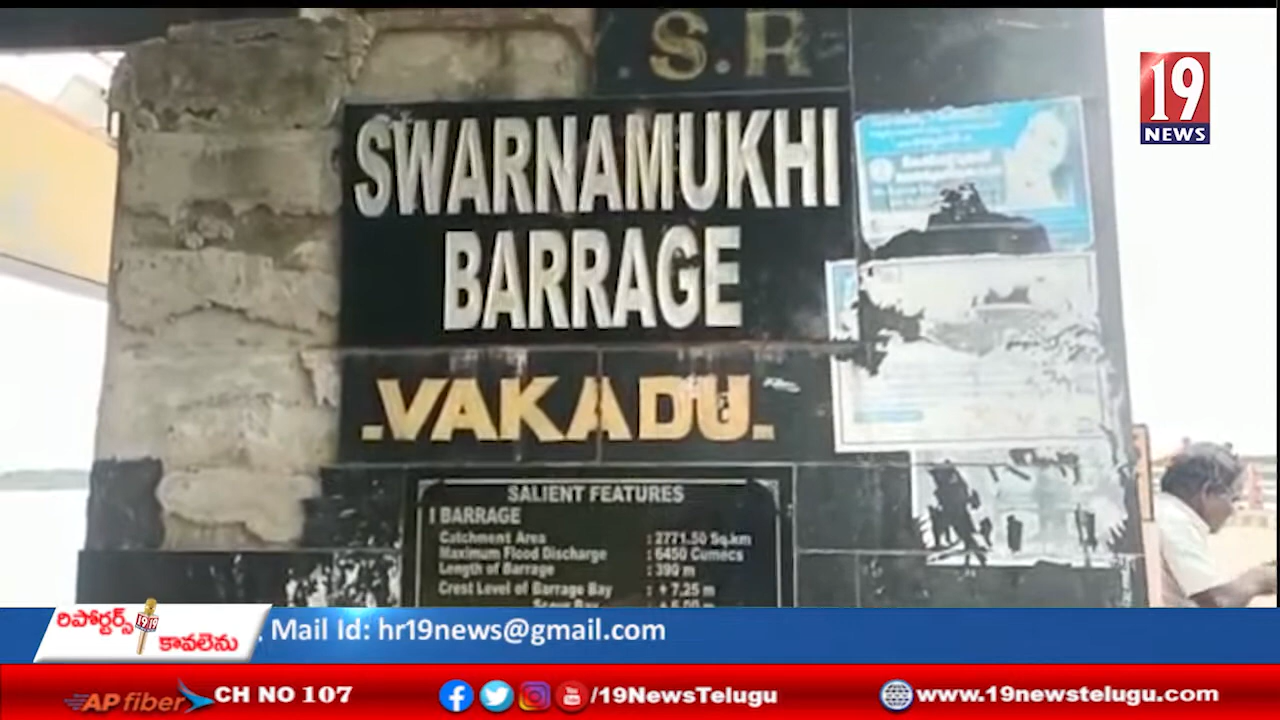 S.R
19
NEWS
SWARNAMUKHI
BARRAGE
.VAKADU.
SALIENT FEATURES
I BARRAGE
Catchment Area : 2771.50 Sq.km
Maximum Flood Discharge : 6450 Cumecs
Length of Barrage : 390 m
Crest Level of Barrage Bay : + 7.25 m
రిపోర్టర్స్
కావలెను
19 19
, Mail Id: hr19news@gmail.com
AP fiber CH NO 107 /19NewsTelugu www.19newstelugu.com